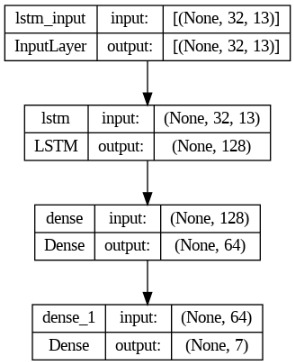 lstm_input input: [(None, 32, 13)]
InputLayer output: [(None, 32, 13)]
lstm input: (None, 32, 13)
LSTM output: (None, 128)
dense input: (None, 128)
Dense output: (None, 64)
dense_1 input: (None, 64)
Dense output: (None, 7)